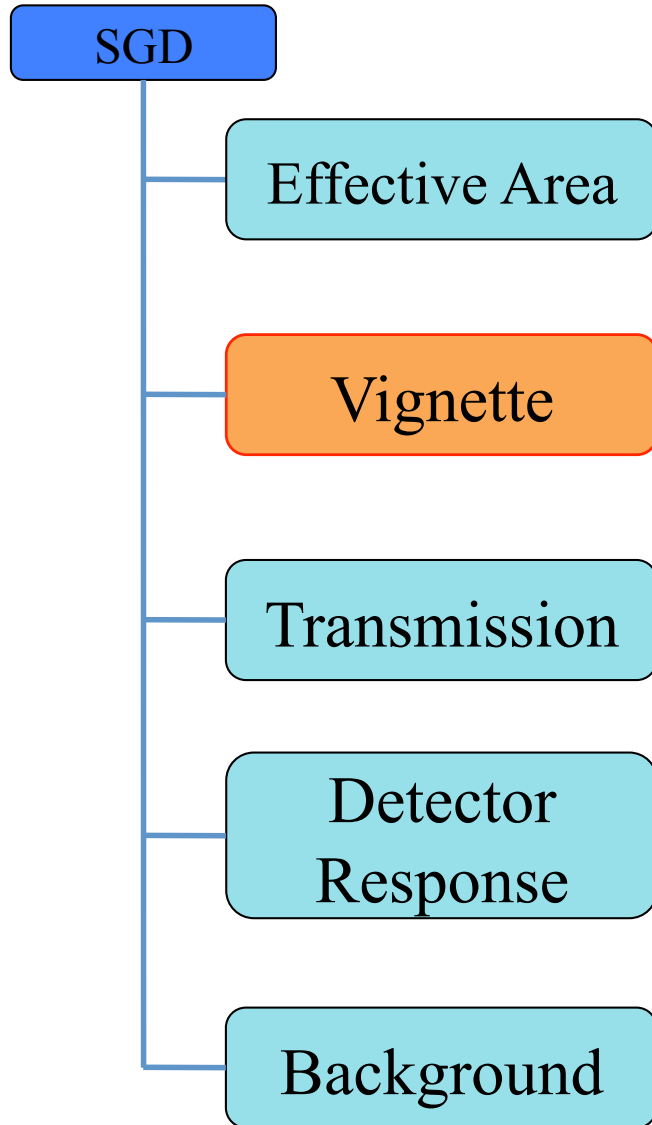 SGD
Effective Area
Vignette
Transmission
Detector
Response
Background